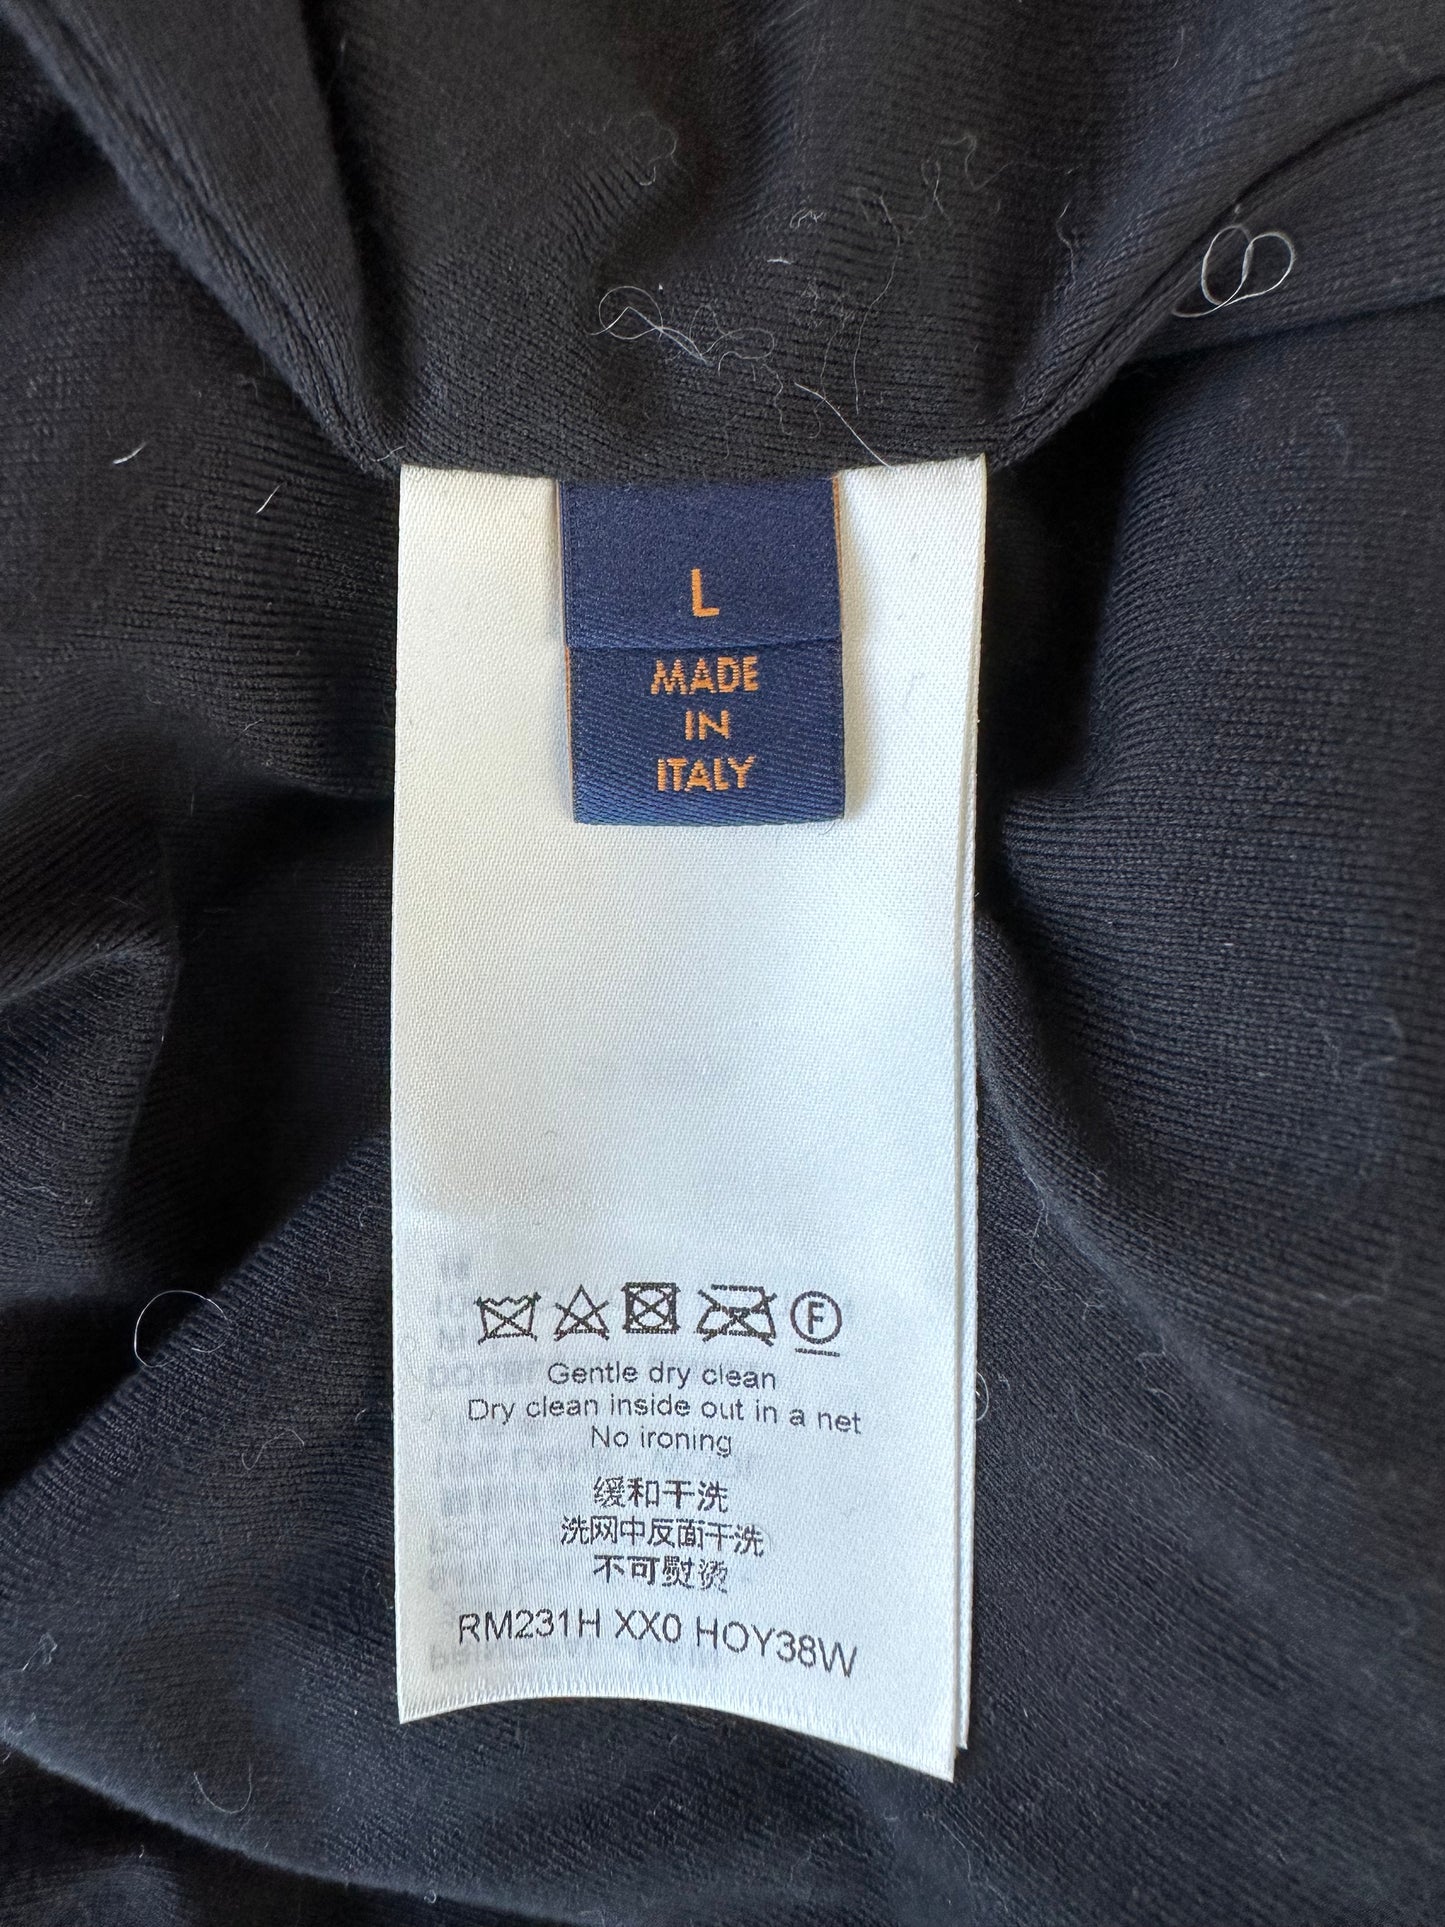 L
MADE
IN
ITALY
F
Gentle dry clean
Dry clean inside out in a net
No ironing
缓和干洗
洗网中反面干洗
不可熨烫
RM231H XX0 HOY38W